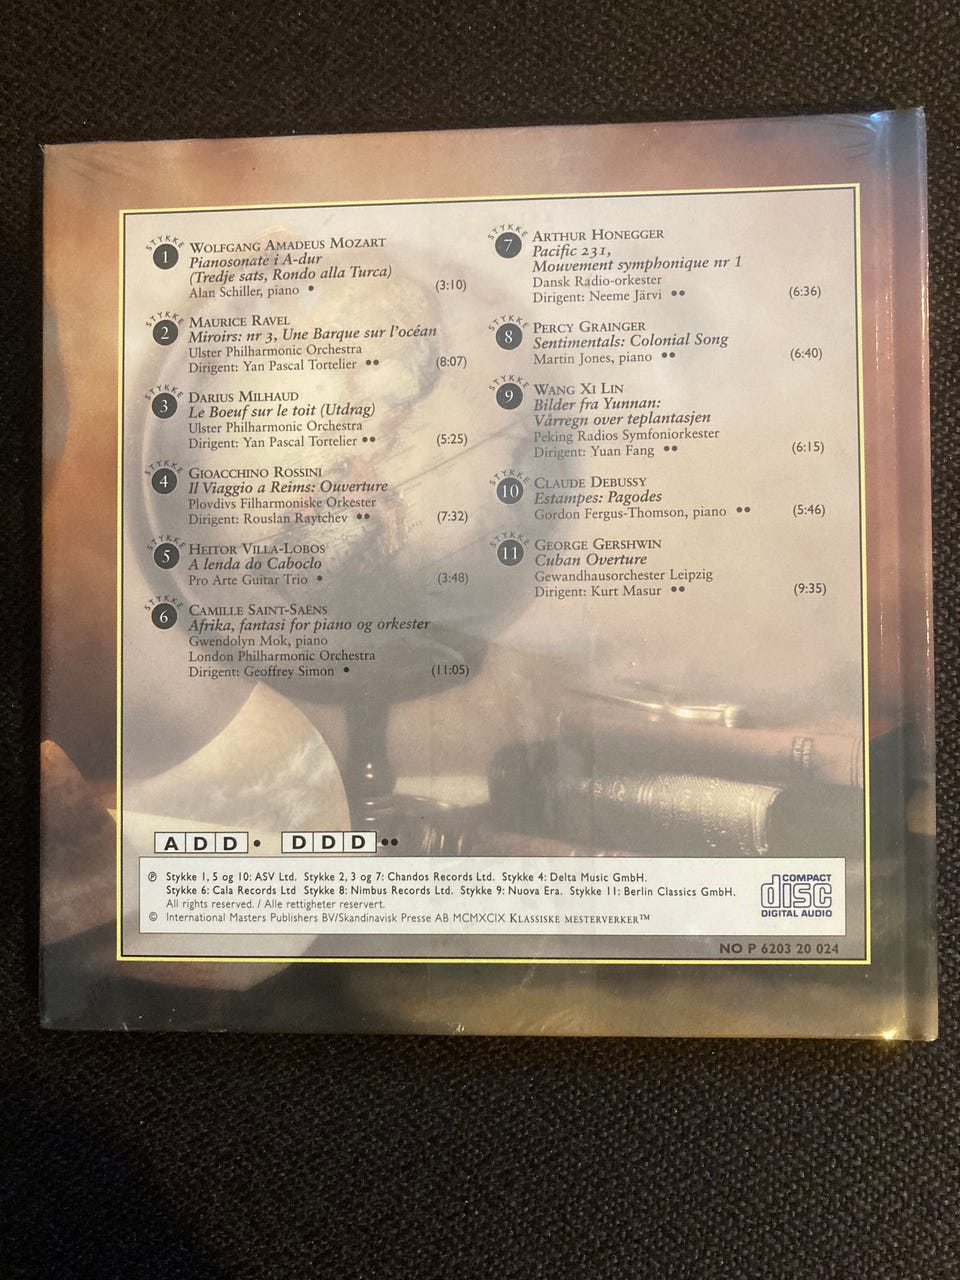 STYKKE
1
WOLFGANG AMADEUS MOZART
Pianosonate i A-dur
(Tredje sats, Rondo alla Turca)
Alan Schiller, piano • (3:10)
STYKKE
2
MAURICE RAVEL
Miroirs: nr 3, Une Barque sur l'océan
Ulster Philharmonic Orchestra
Dirigent: Yan Pascal Tortelier •• (8:07)
STYKKE
3
DARIUS MILHAUD
Le Boeuf sur le toit (Utdrag)
Ulster Philharmonic Orchestra
Dirigent: Yan Pascal Tortelier •• (5:25)
STYKKE
4
GIOACCHINO ROSSINI
Il Viaggio a Reims: Ouverture
Plovdivs Filharmoniske Orkester
Dirigent: Rouslan Raytchev •• (7:32)
STYKKE
5
HEITOR VILLA-LOBOS
A lenda do Caboclo
Pro Arte Guitar Trio • (3:48)
STYKKE
6
CAMILLE SAINT-SAËNS
Afrika, fantasi for piano og orkester
Gwendolyn Mok, piano
London Philharmonic Orchestra
Dirigent: Geoffrey Simon • (11:05)
STYKKE
7
ARTHUR HONEGGER
Pacific 231,
Mouvement symphonique nr 1
Dansk Radio-orkester
Dirigent: Neeme Järvi •• (6:36)
STYKKE
8
PERCY GRAINGER
Sentimentals: Colonial Song
Martin Jones, piano •• (6:40)
STYKKE
9
WANG XI LIN
Bilder fra Yunnan:
Vårregn over teplantasjen
Peking Radios Symfoniorkester
Dirigent: Yuan Fang •• (6:15)
STYKKE
10
CLAUDE DEBUSSY
Estampes: Pagodes
Gordon Fergus-Thomson, piano •• (5:46)
STYKKE
11
GEORGE GERSHWIN
Cuban Overture
Gewandhausorchester Leipzig
Dirigent: Kurt Masur •• (9:35)
ADD • DDD ••
℗ Stykke 1, 5 og 10: ASV Ltd. Stykke 2, 3 og 7: Chandos Records Ltd. Stykke 4: Delta Music GmbH.
Stykke 6: Cala Records Ltd Stykke 8: Nimbus Records Ltd. Stykke 9: Nuova Era. Stykke 11: Berlin Classics GmbH.
All rights reserved. / Alle rettigheter reservert.
© International Masters Publishers BV/Skandinavisk Presse AB MCMXCIX KLASSISKE MESTERVERKER™
COMPACT
disc
DIGITAL AUDIO
NO P 6203 20 024